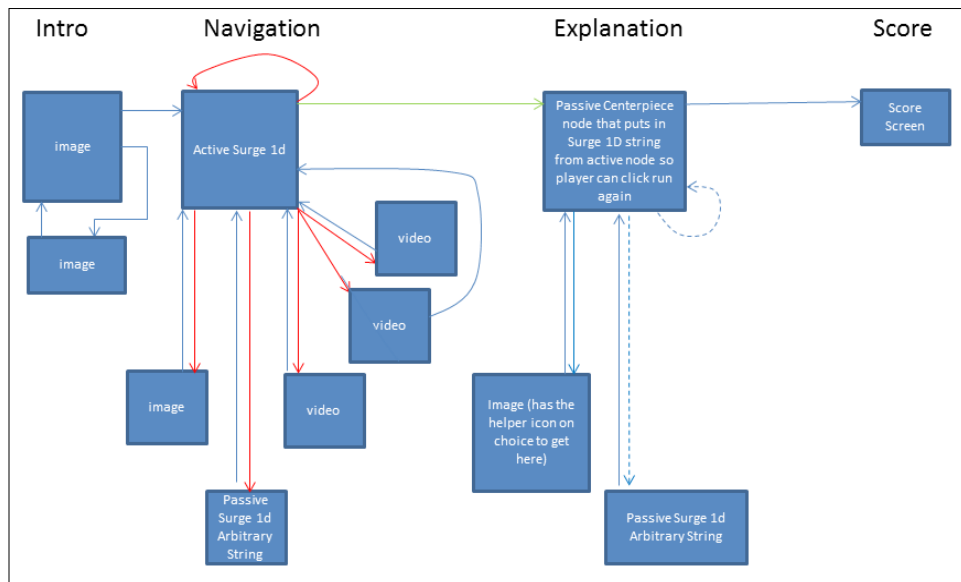 Intro
Navigation
Explanation
Score
image
image
Active Surge 1d
video
video
image
video
Passive
Surge 1d
Arbitrary
String
Passive Centerpiece
node that puts in
Surge 1D string
from active node so
player can click run
again
Image (has the
helper icon on
choice to get
here)
Passive Surge 1d
Arbitrary String
Score
Screen